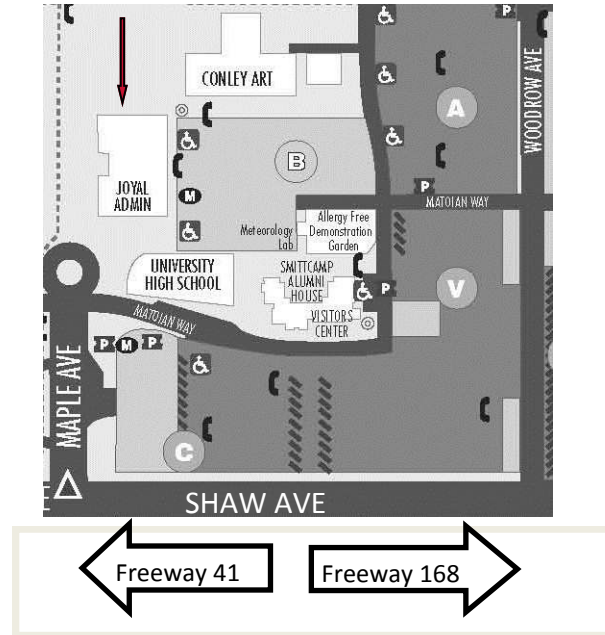 P
CONLEY ART
A
WOODROW AVE
B
JOYAL
ADMIN
M
P
MATOIAN WAY
Meteorology
Lab
Allergy Free
Demonstration
Garden
UNIVERSITY
HIGH SCHOOL
SMITTCAMP
ALUMNI
HOUSE
P
V
VISITORS
CENTER
MATOIAN WAY
P M P
MAPLE AVE
C
SHAW AVE
Freeway 41
Freeway 168